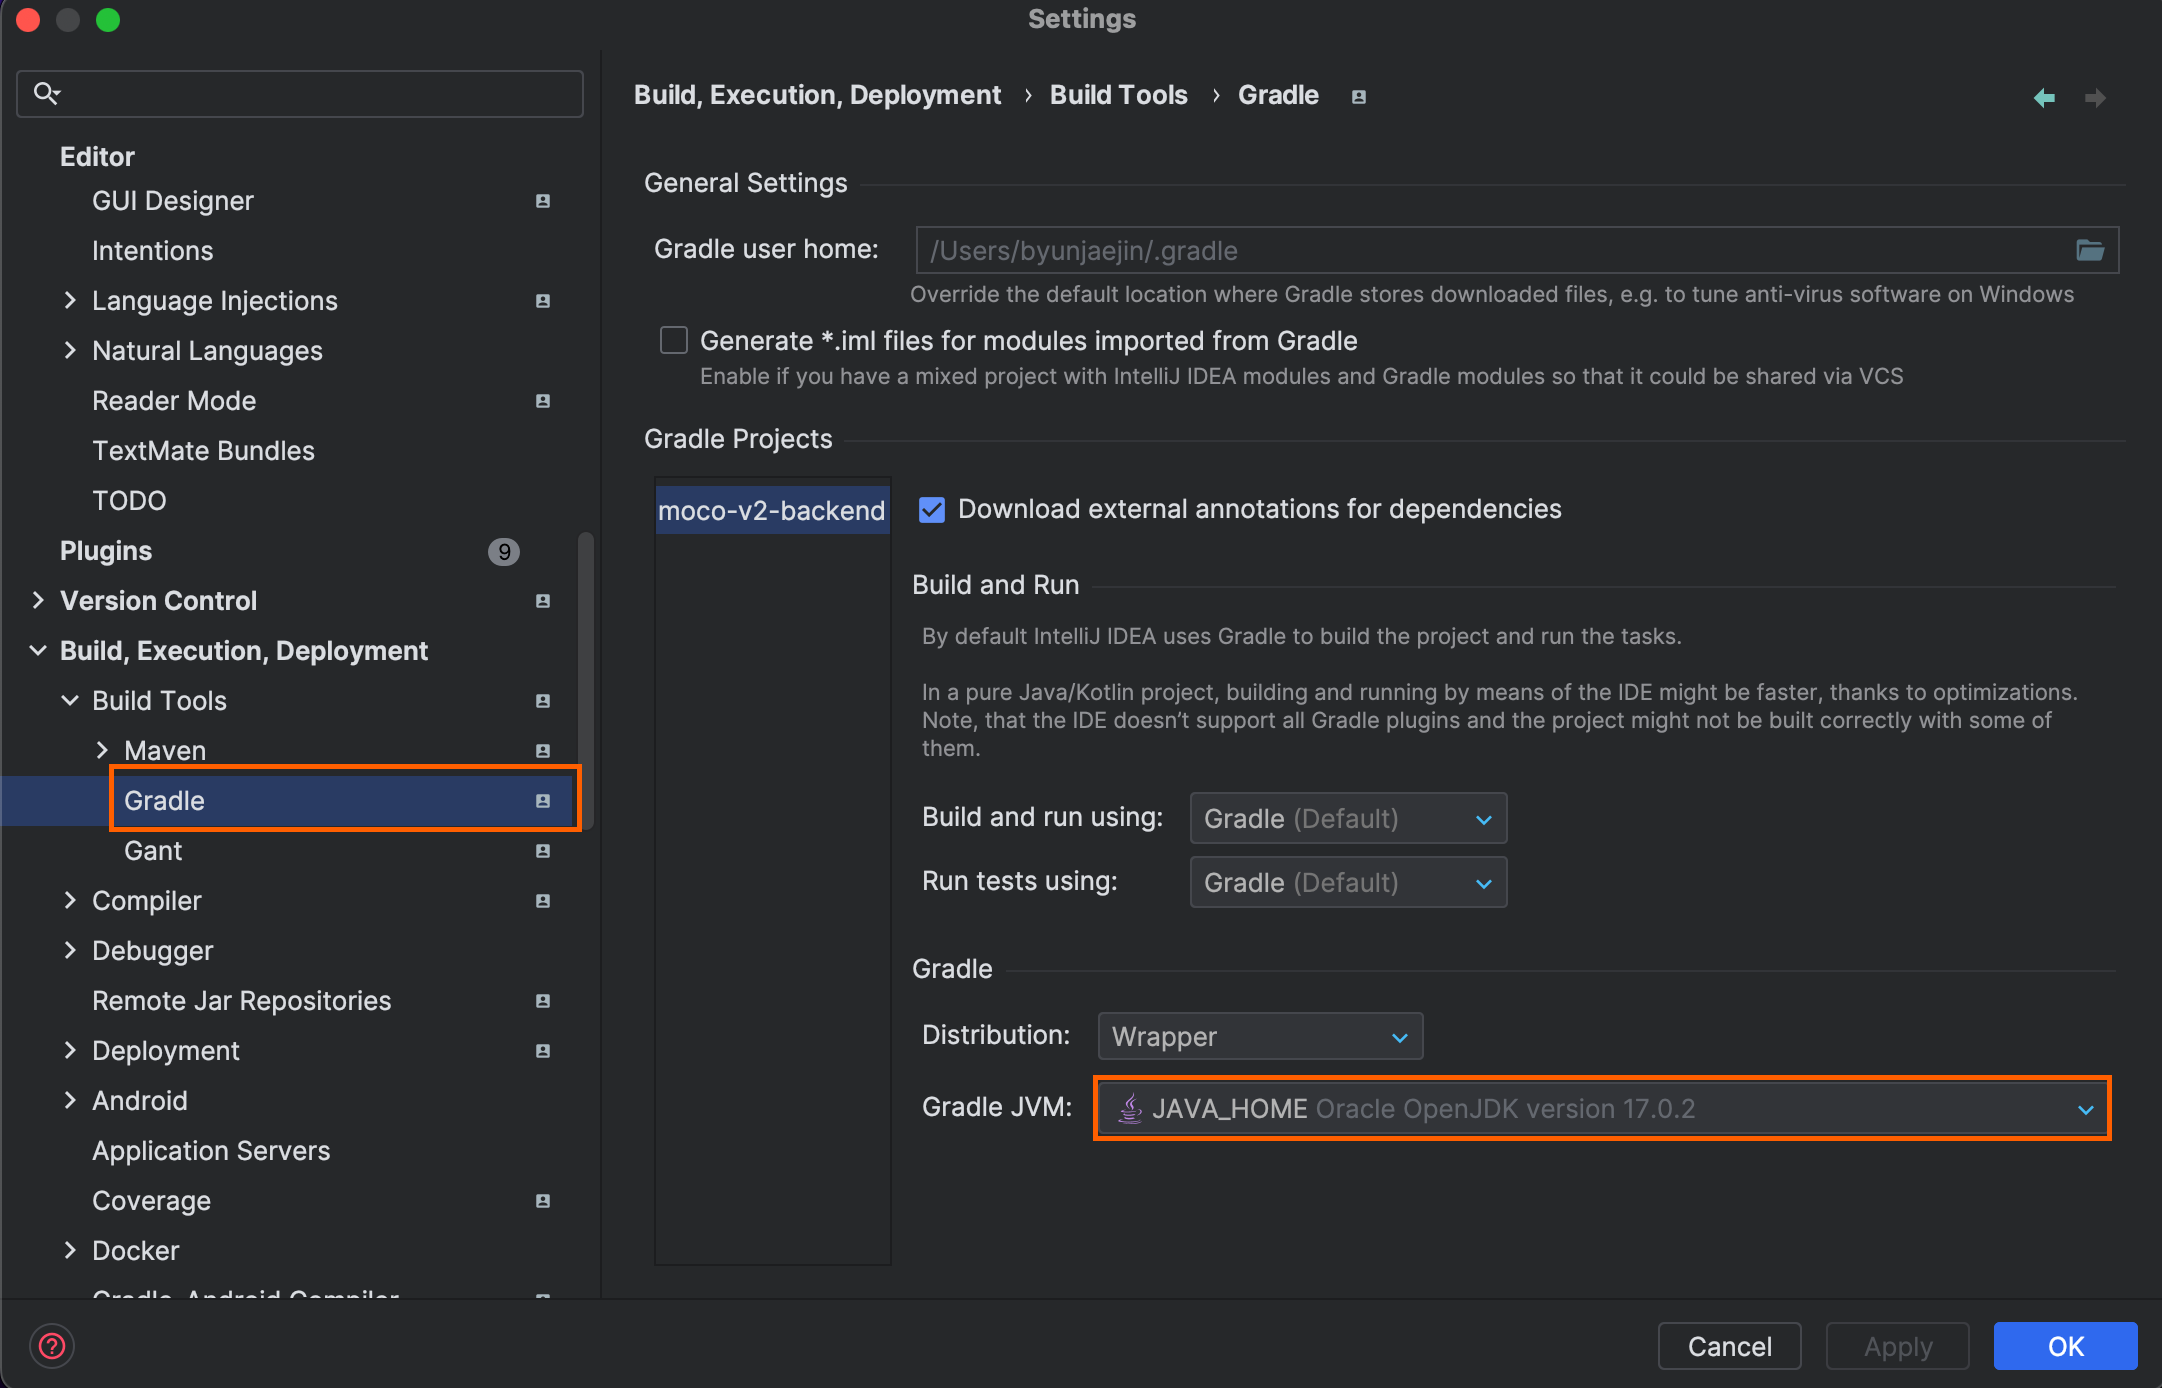 Settings
Editor
GUI Designer
Intentions
Language Injections
Natural Languages
Reader Mode
TextMate Bundles
TODO
Plugins 9
Version Control
Build, Execution, Deployment
Build Tools
Maven
Gradle
Gant
Compiler
Debugger
Remote Jar Repositories
Deployment
Android
Application Servers
Coverage
Docker
Gradle-Android Compiler
Build, Execution, Deployment › Build Tools › Gradle
General Settings
Gradle user home: /Users/byunjaejin/.gradle
Override the default location where Gradle stores downloaded files, e.g. to tune anti-virus software on Windows
Generate *.iml files for modules imported from Gradle
Enable if you have a mixed project with IntelliJ IDEA modules and Gradle modules so that it could be shared via VCS
Gradle Projects
moco-v2-backend
Download external annotations for dependencies
Build and Run
By default IntelliJ IDEA uses Gradle to build the project and run the tasks.
In a pure Java/Kotlin project, building and running by means of the IDE might be faster, thanks to optimizations.
Note, that the IDE doesn’t support all Gradle plugins and the project might not be built correctly with some of
them.
Build and run using: Gradle (Default)
Run tests using: Gradle (Default)
Gradle
Distribution: Wrapper
Gradle JVM: JAVA_HOME Oracle OpenJDK version 17.0.2
? Cancel Apply OK